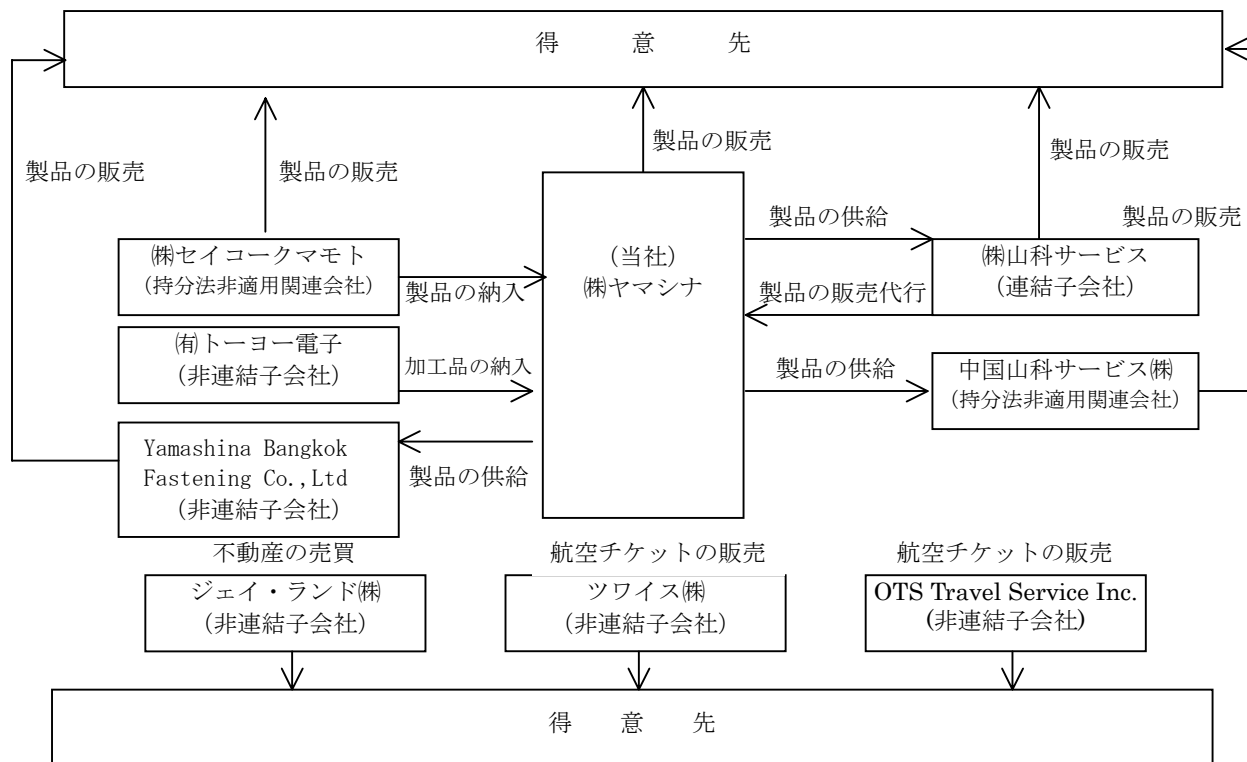 得 意 先
製品の販売
製品の販売
製品の販売
製品の販売
製品の販売
㈱セイコークマモト
(持分法非適用関連会社)
製品の納入
(当社)
㈱ヤマシナ
製品の供給
㈱山科サービス
(連結子会社)
製品の販売代行
㈲トーヨー電子
(非連結子会社)
加工品の納入
製品の供給
中国山科サービス㈱
(持分法非適用関連会社)
Yamashina Bangkok
Fastening Co.,Ltd
(非連結子会社)
製品の供給
不動産の売買
ジェイ・ランド㈱
(非連結子会社)
航空チケットの販売
ツワイス㈱
(非連結子会社)
航空チケットの販売
OTS Travel Service Inc.
(非連結子会社)
得 意 先